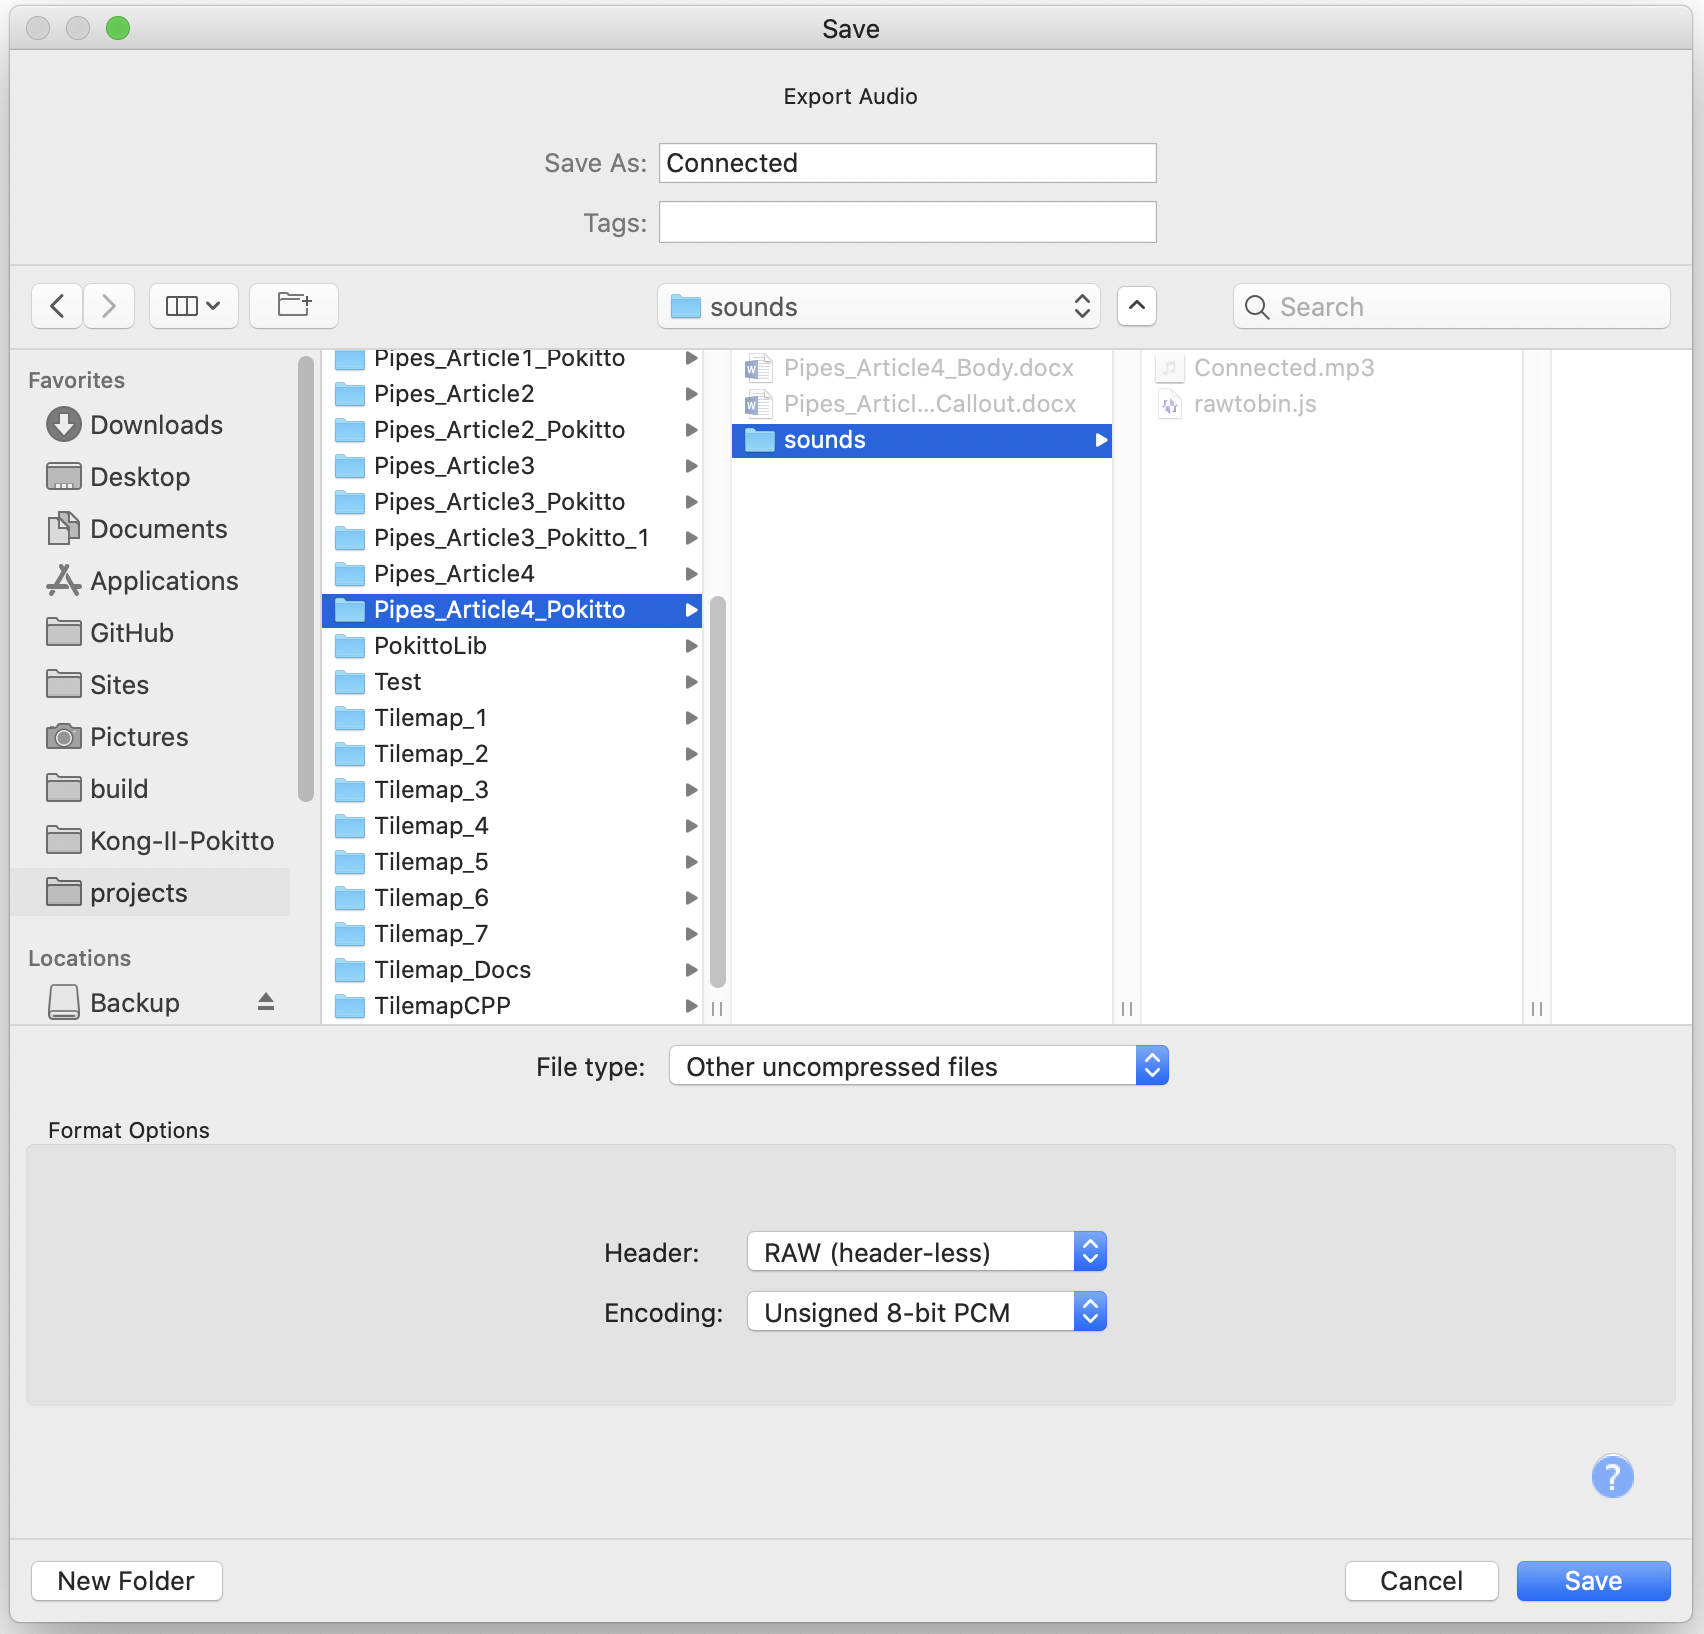 Save
Export Audio
Save As: Connected
Tags:
sounds
Search
Favorites
Downloads
Desktop
Documents
Applications
GitHub
Sites
Pictures
build
Kong-II-Pokitto
projects
Locations
Backup
Pipes_Article1_Pokitto
Pipes_Article2
Pipes_Article2_Pokitto
Pipes_Article3
Pipes_Article3_Pokitto
Pipes_Article3_Pokitto_1
Pipes_Article4
Pipes_Article4_Pokitto
PokittoLib
Test
Tilemap_1
Tilemap_2
Tilemap_3
Tilemap_4
Tilemap_5
Tilemap_6
Tilemap_7
Tilemap_Docs
TilemapCPP
Pipes_Article4_Body.docx
Pipes_Articl...Callout.docx
sounds
Connected.mp3
rawtobin.js
File type: Other uncompressed files
Format Options
Header: RAW (header-less)
Encoding: Unsigned 8-bit PCM
?
New Folder
Cancel
Save